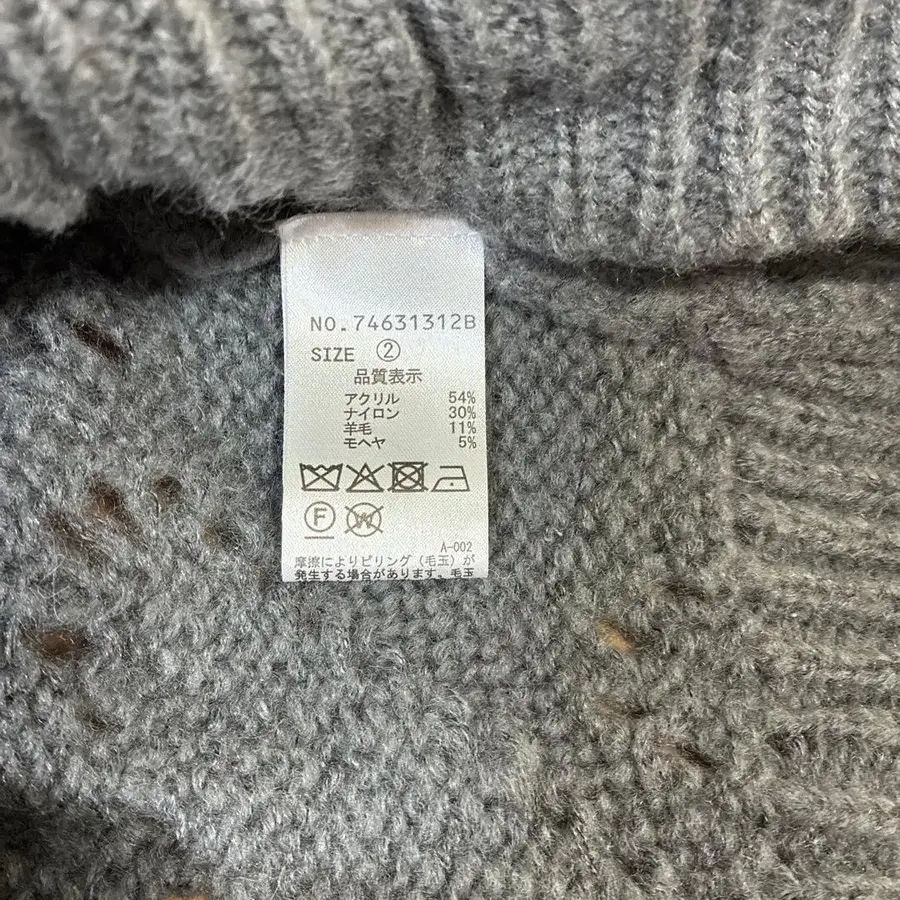 NO.74631312B
SIZE ②
品質表示
アクリル 54%
ナイロン 30%
羊毛 11%
モヘヤ 5%
F W
A-002
摩擦によりピリング(毛玉)が
発生する場合があります。毛玉